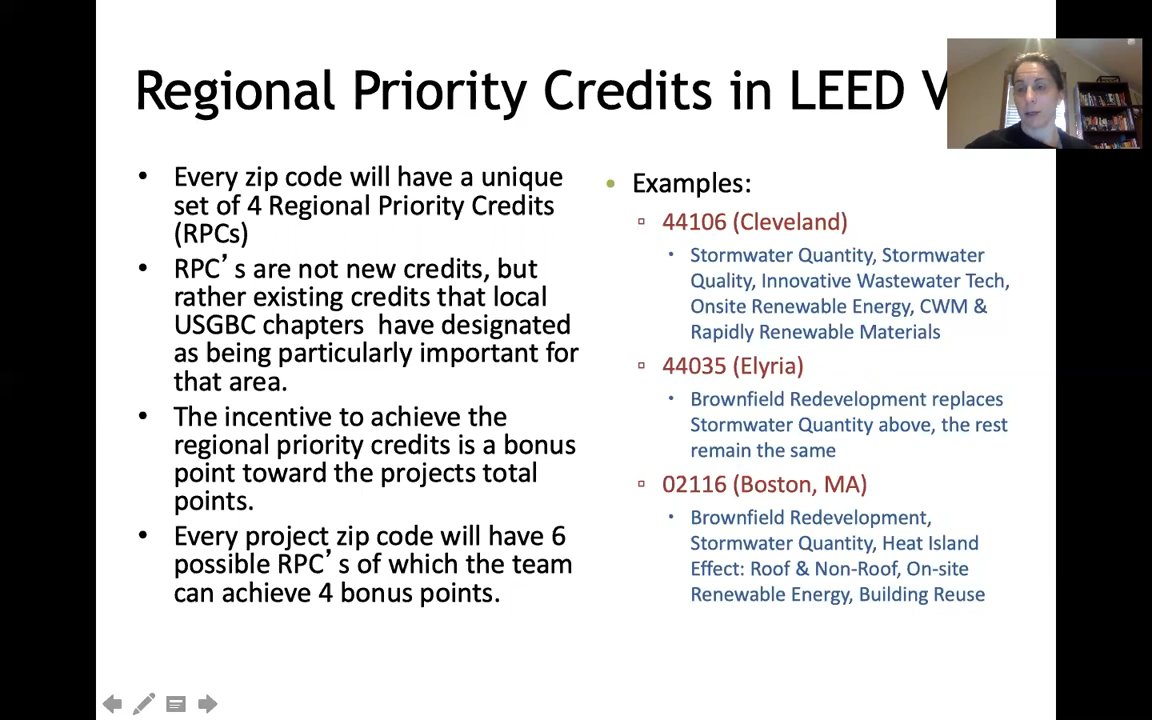 Regional Priority Credits in LEED V
• Every zip code will have a unique
set of 4 Regional Priority Credits
(RPCs)
• RPC’s are not new credits, but
rather existing credits that local
USGBC chapters have designated
as being particularly important for
that area.
• The incentive to achieve the
regional priority credits is a bonus
point toward the projects total
points.
• Every project zip code will have 6
possible RPC’s of which the team
can achieve 4 bonus points.
• Examples:
44106 (Cleveland)
• Stormwater Quantity, Stormwater
Quality, Innovative Wastewater Tech,
Onsite Renewable Energy, CWM &
Rapidly Renewable Materials
44035 (Elyria)
• Brownfield Redevelopment replaces
Stormwater Quantity above, the rest
remain the same
02116 (Boston, MA)
• Brownfield Redevelopment,
Stormwater Quantity, Heat Island
Effect: Roof & Non-Roof, On-site
Renewable Energy, Building Reuse